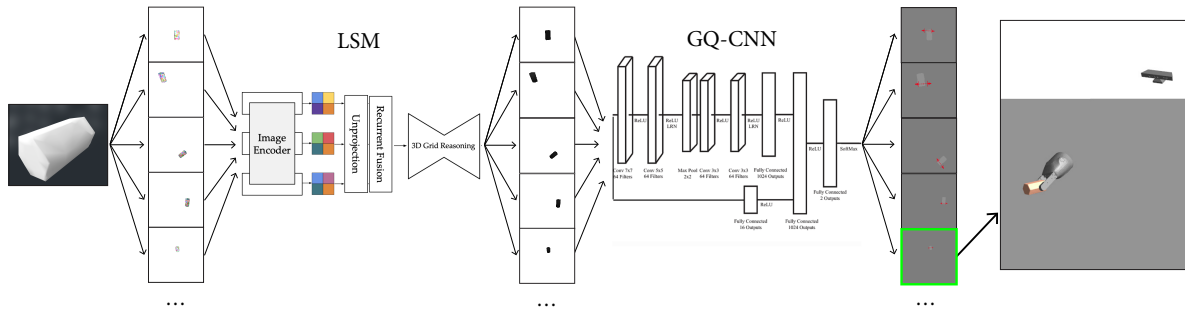 LSM
GQ-CNN
Image
Encoder
Unprojection
Recurrent Fusion
3D Grid Reasoning
ReLU
ReLU
LRN
ReLU
ReLU
LRN
ReLU
ReLU
SoftMax
Conv 7x7
64 Filters
Conv 5x5
64 Filters
Max Pool
2x2
Conv 3x3
64 Filters
Conv 3x3
64 Filters
Fully Connected
1024 Outputs
Fully Connected
2 Outputs
ReLU
Fully Connected
16 Outputs
Fully Connected
1024 Outputs
...
...
...